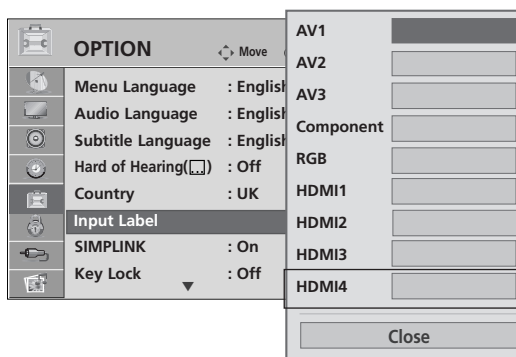 OPTION
Move
Menu Language : English
Audio Language : English
Subtitle Language : English
Hard of Hearing( ) : Off
Country : UK
Input Label
SIMPLINK : On
Key Lock : Off
AV1
AV2
AV3
Component
RGB
HDMI1
HDMI2
HDMI3
HDMI4
Close